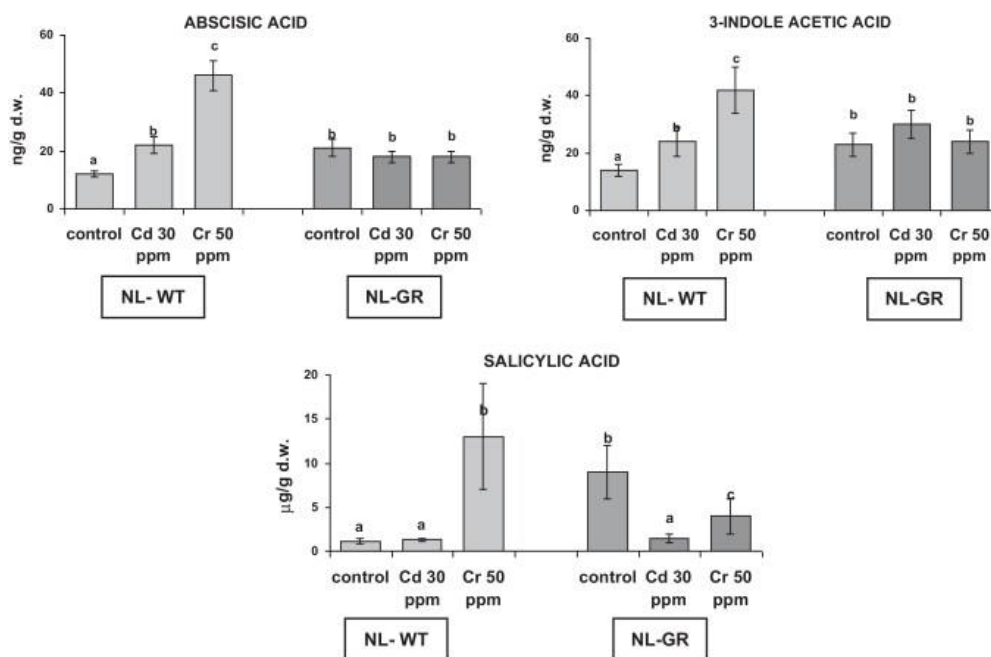 ABSCISIC ACID
60
40
20
0
ng/g d.w.
a
b
c
b
b
b
control
Cd 30
ppm
Cr 50
ppm
control
Cd 30
ppm
Cr 50
ppm
NL- WT
NL-GR
3-INDOLE ACETIC ACID
60
40
20
0
ng/g d.w.
a
b
c
b
b
b
control
Cd 30
ppm
Cr 50
ppm
control
Cd 30
ppm
Cr 50
ppm
NL- WT
NL-GR
SALICYLIC ACID
20
15
10
5
0
µg/g d.w.
a
a
b
b
a
c
control
Cd 30
ppm
Cr 50
ppm
control
Cd 30
ppm
Cr 50
ppm
NL- WT
NL-GR